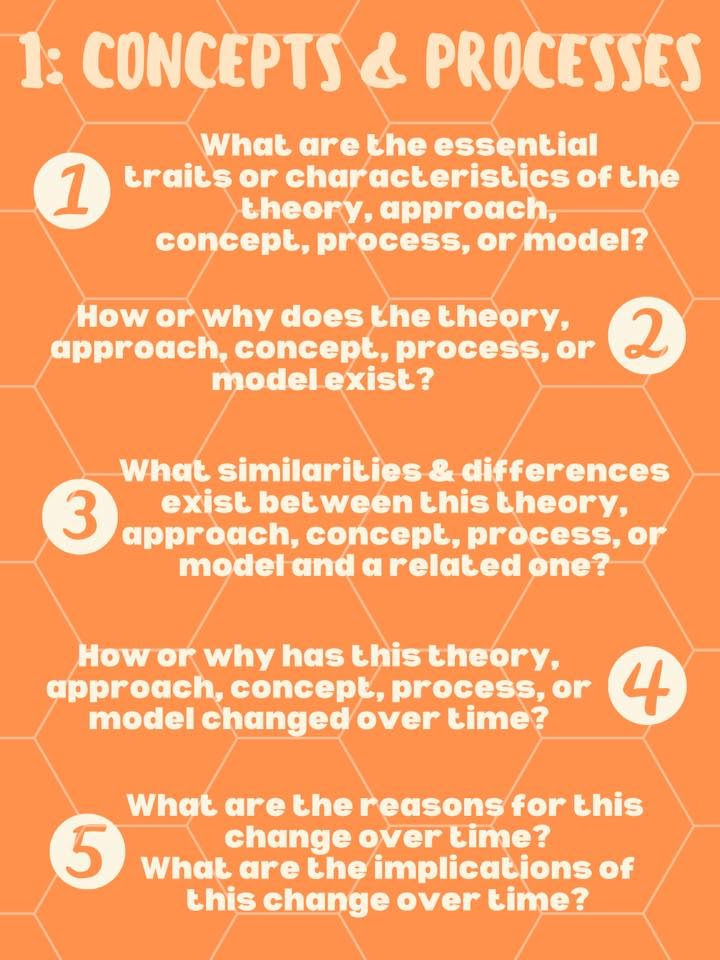 1: CONCEPTS & PROCESSES
1
What are the essential
traits or characteristics of the
theory, approach,
concept, process, or model?
How or why does the theory,
approach, concept, process, or
model exist?
2
3
What similarities & differences
exist between this theory,
approach, concept, process, or
model and a related one?
How or why has this theory,
approach, concept, process, or
model changed over time?
4
5
What are the reasons for this
change over time?
What are the implications of
this change over time?